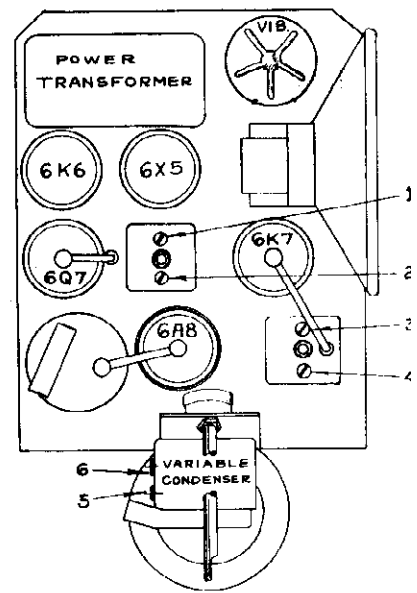 VIB.
POWER
TRANSFORMER
6K6
6X5
1
6K7
6Q7
2
6A8
3
4
6
VARIABLE
CONDENSER
5